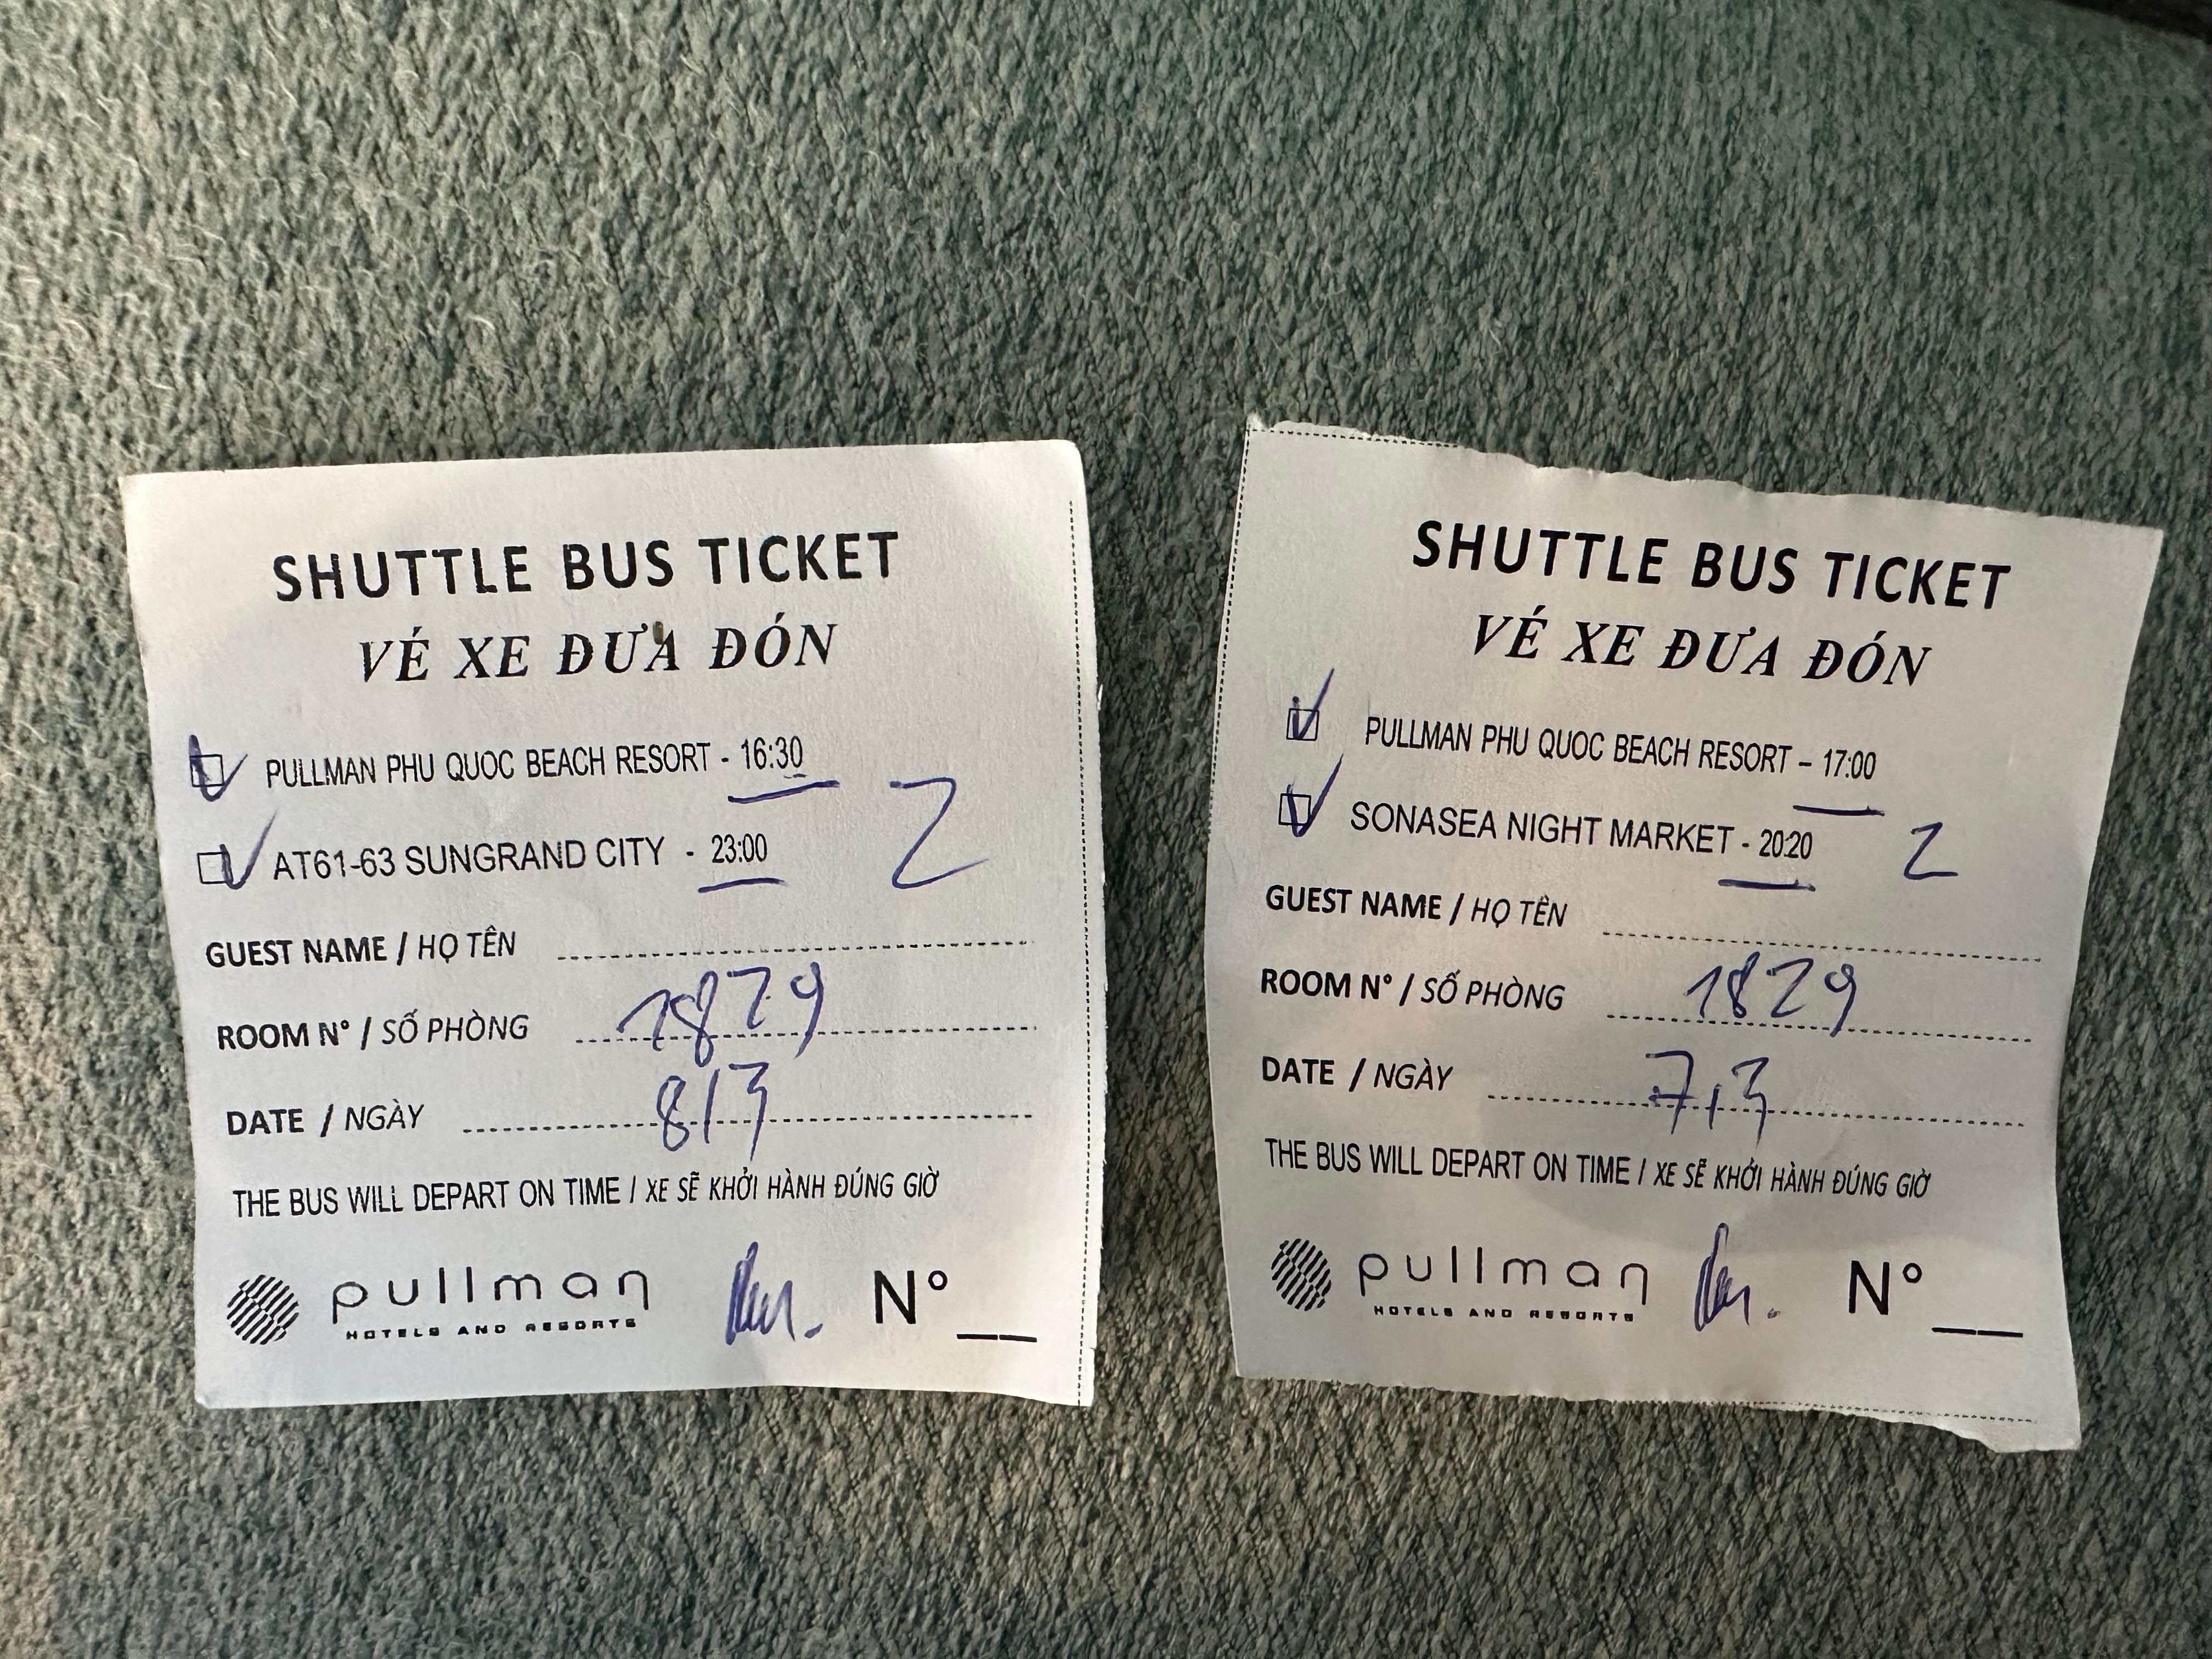 SHUTTLE BUS TICKET
VÉ XE ĐƯA ĐÓN
PULLMAN PHU QUOC BEACH RESORT - 16:30
AT61-63 SUNGRAND CITY - 23:00
2
GUEST NAME / HỌ TÊN
ROOM N° / SỐ PHÒNG 1829
DATE / NGÀY 8/3
THE BUS WILL DEPART ON TIME / XE SẼ KHỞI HÀNH ĐÚNG GIỜ
pullman
HOTELS AND RESORTS
N° __
SHUTTLE BUS TICKET
VÉ XE ĐƯA ĐÓN
PULLMAN PHU QUOC BEACH RESORT – 17:00
SONASEA NIGHT MARKET - 20:20
2
GUEST NAME / HỌ TÊN
ROOM N° / SỐ PHÒNG 1829
DATE / NGÀY 7/3
THE BUS WILL DEPART ON TIME / XE SẼ KHỞI HÀNH ĐÚNG GIỜ
pullman
HOTELS AND RESORTS
N° __